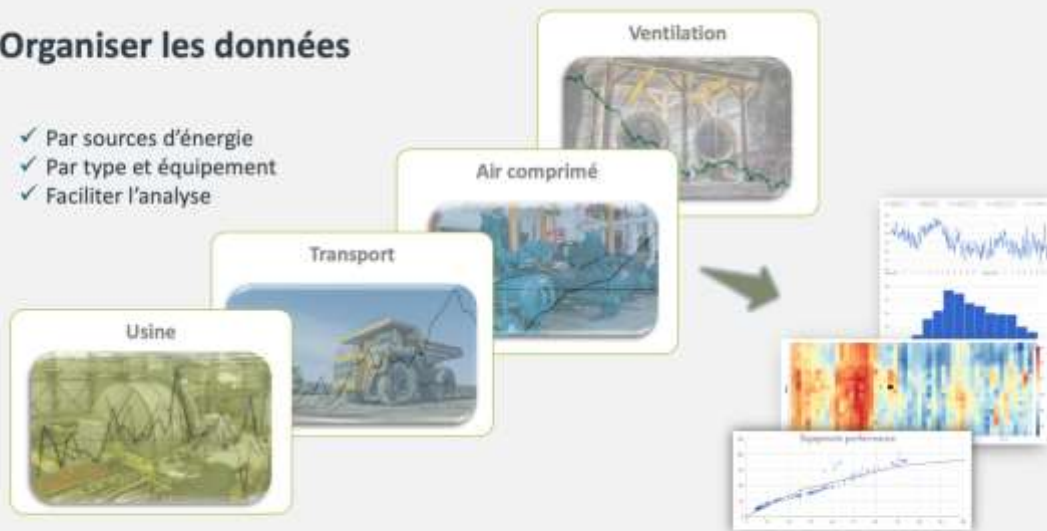 Organiser les données
✓ Par sources d'énergie
✓ Par type et équipement
✓ Faciliter l'analyse
Ventilation
Air comprimé
Transport
Usine
Equipment performance